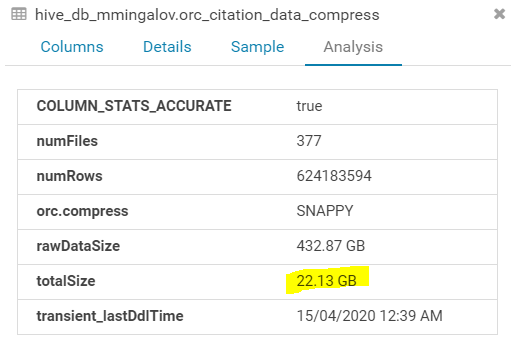 hive_db_mmingalov.orc_citation_data_compress
Columns Details Sample Analysis
COLUMN_STATS_ACCURATE true
numFiles 377
numRows 624183594
orc.compress SNAPPY
rawDataSize 432.87 GB
totalSize 22.13 GB
transient_lastDdlTime 15/04/2020 12:39 AM